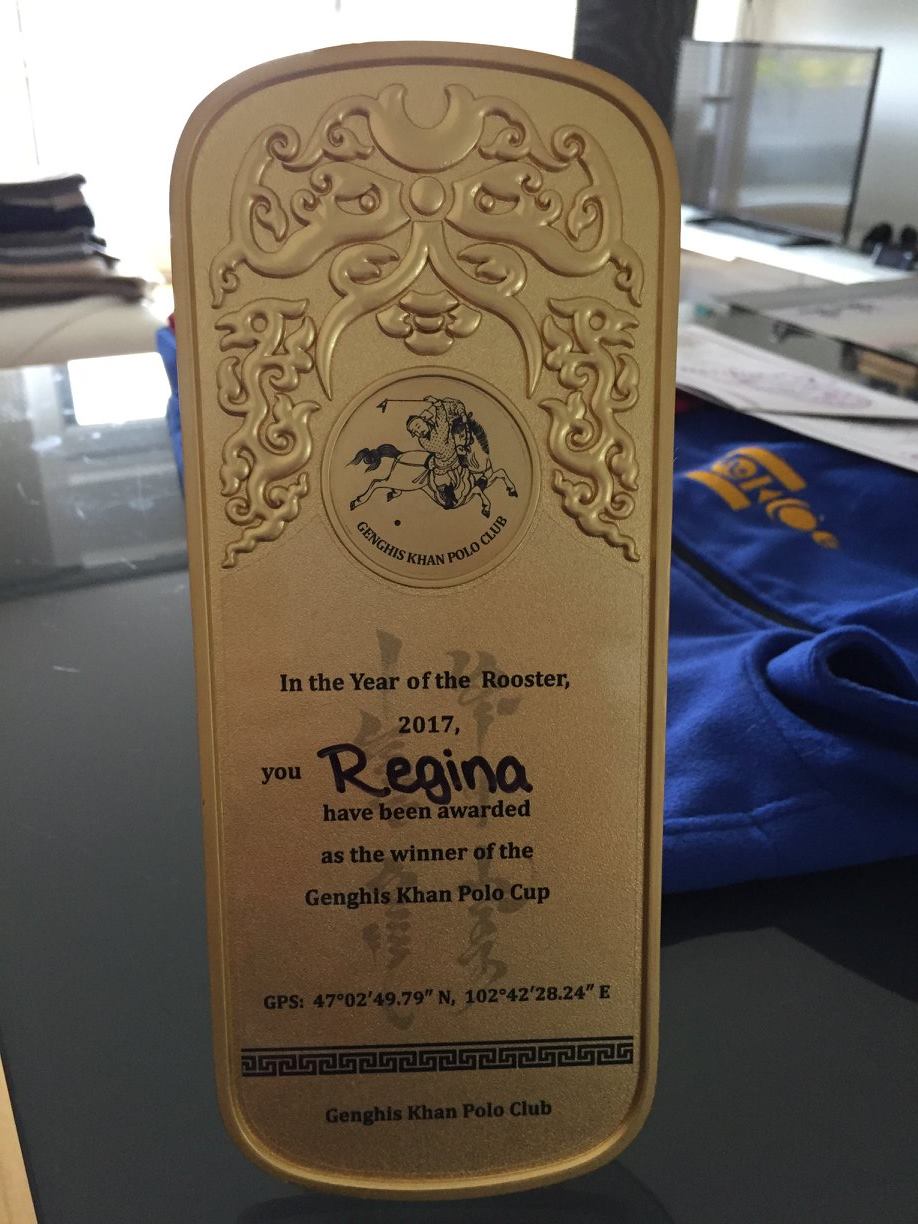 GENGHIS KHAN POLO CLUB
In the Year of the Rooster,
2017,
you Regina
have been awarded
as the winner of the
Genghis Khan Polo Cup
GPS: 47°02′49.79″ N, 102°42′28.24″ E
Genghis Khan Polo Club